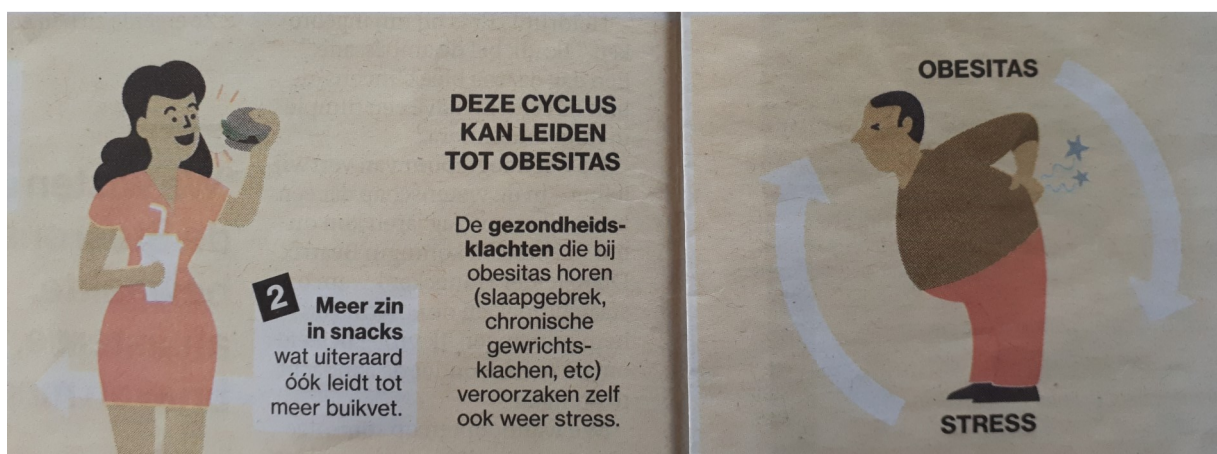 DEZE CYCLUS
KAN LEIDEN
TOT OBESITAS
De gezondheids-
klachten die bij
obesitas horen
(slaapgebrek,
chronische
gewrichts-
klachen, etc)
veroorzaken zelf
ook weer stress.
2
Meer zin
in snacks
wat uiteraard
óók leidt tot
meer buikvet.
OBESITAS
STRESS